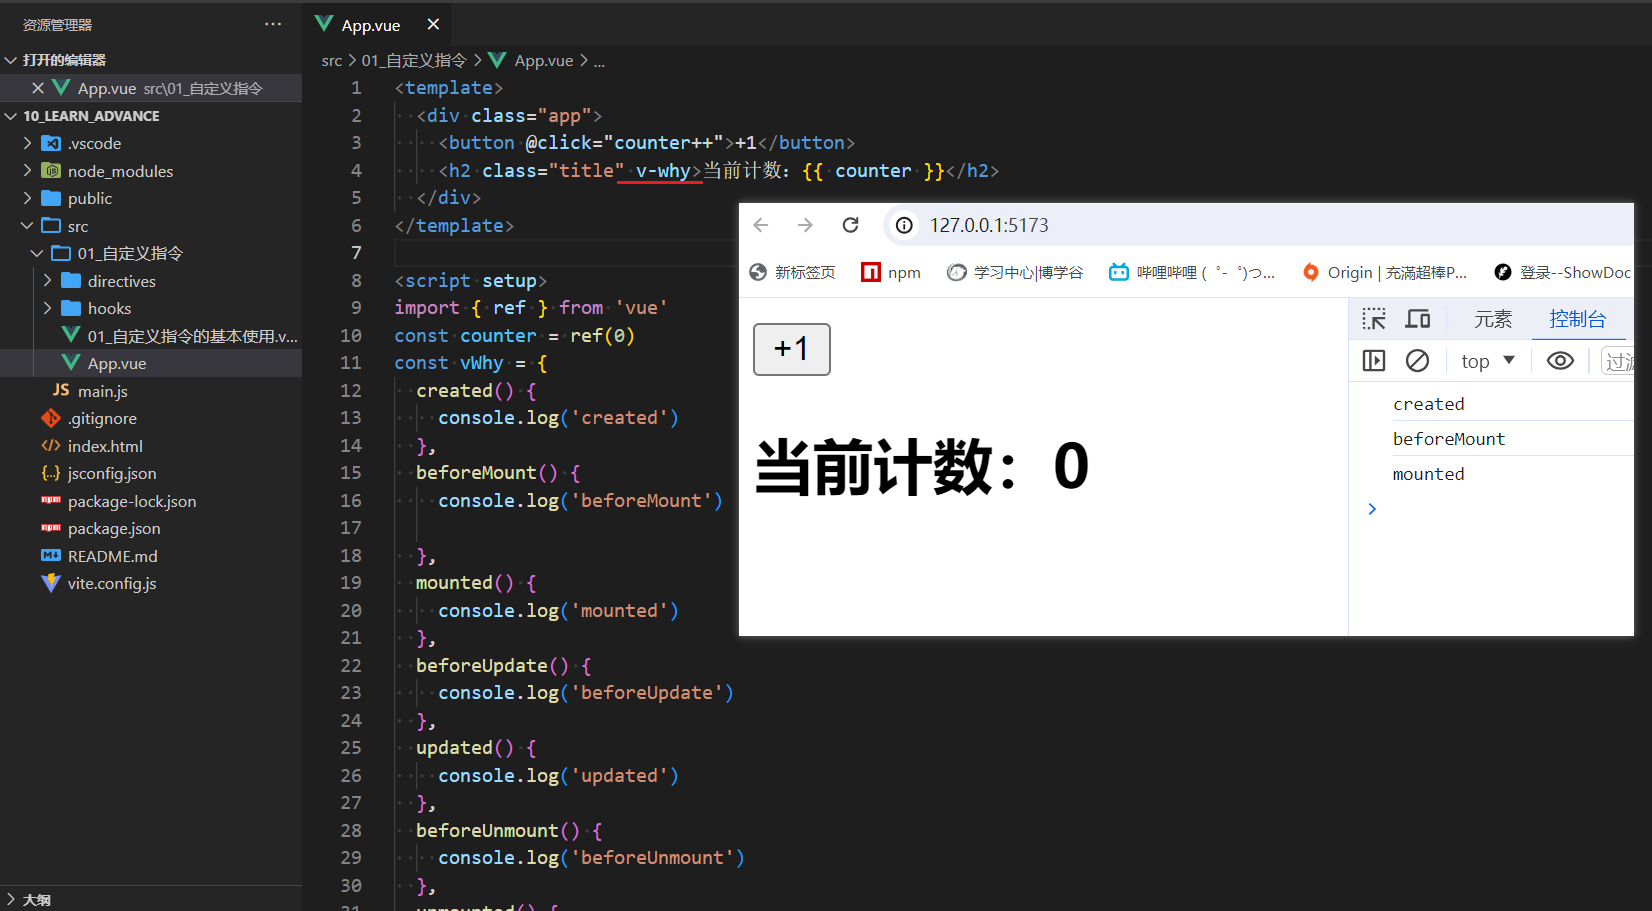 资源管理器
打开的编辑器
App.vue src\01_自定义指令
10_LEARN_ADVANCE
.vscode
node_modules
public
src
01_自定义指令
directives
hooks
01_自定义指令的基本使用.v...
App.vue
JS main.js
.gitignore
index.html
jsconfig.json
package-lock.json
package.json
README.md
vite.config.js
大纲
App.vue
src > 01_自定义指令 > App.vue > ...
1 <template>
2 <div class="app">
3 <button @click="counter++">+1</button>
4 <h2 class="title" v-why>当前计数：{{ counter }}</h2>
5 </div>
6 </template>
7
8 <script setup>
9 import { ref } from 'vue'
10 const counter = ref(0)
11 const vWhy = {
12 created() {
13 console.log('created')
14 },
15 beforeMount() {
16 console.log('beforeMount')
17
18 },
19 mounted() {
20 console.log('mounted')
21 },
22 beforeUpdate() {
23 console.log('beforeUpdate')
24 },
25 updated() {
26 console.log('updated')
27 },
28 beforeUnmount() {
29 console.log('beforeUnmount')
30 },
31 unmounted() {
127.0.0.1:5173
新标签页 npm 学习中心|博学谷 哔哩哔哩 (゜-゜)つ... Origin | 充满超棒P... 登录--ShowDoc
+1
当前计数：0
元素 控制台
top 过滤
created
beforeMount
mounted